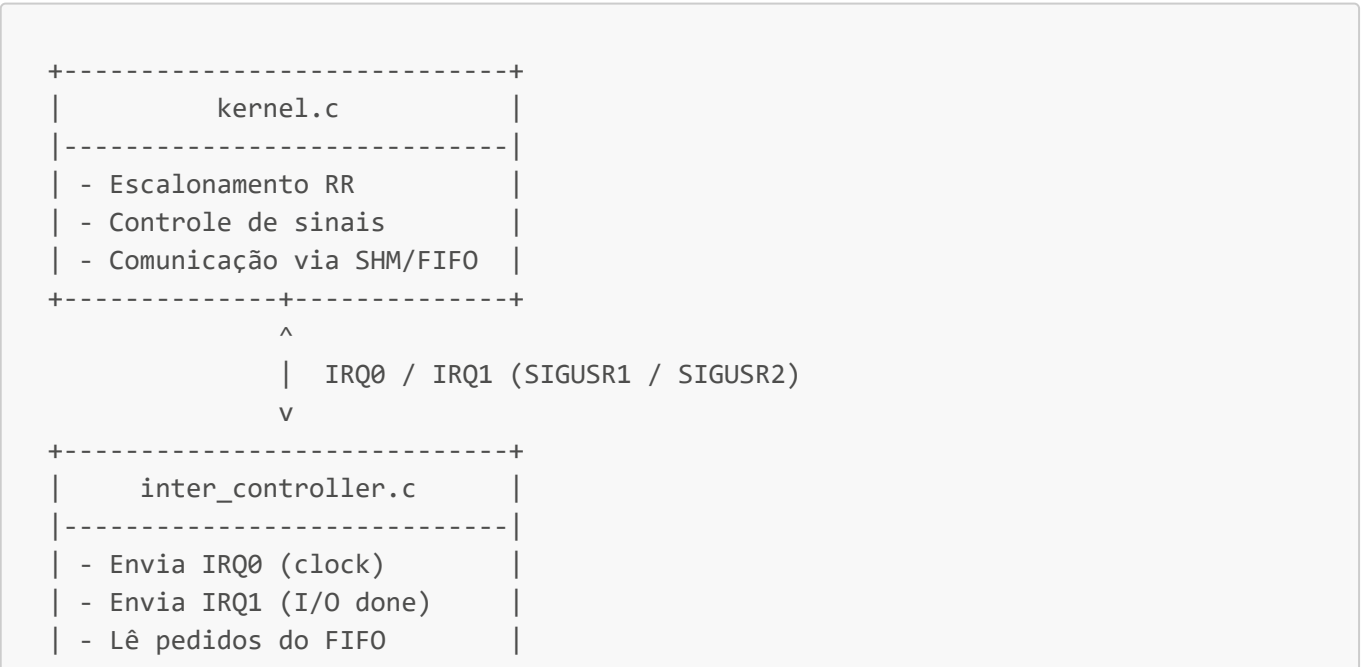 +-----------------------------+
|          kernel.c           |
|-----------------------------|
| - Escalonamento RR          |
| - Controle de sinais        |
| - Comunicação via SHM/FIFO  |
+--------------+--------------+
               ^
               |  IRQ0 / IRQ1 (SIGUSR1 / SIGUSR2)
               v
+-----------------------------+
|     inter_controller.c      |
|-----------------------------|
| - Envia IRQ0 (clock)        |
| - Envia IRQ1 (I/O done)     |
| - Lê pedidos do FIFO        |